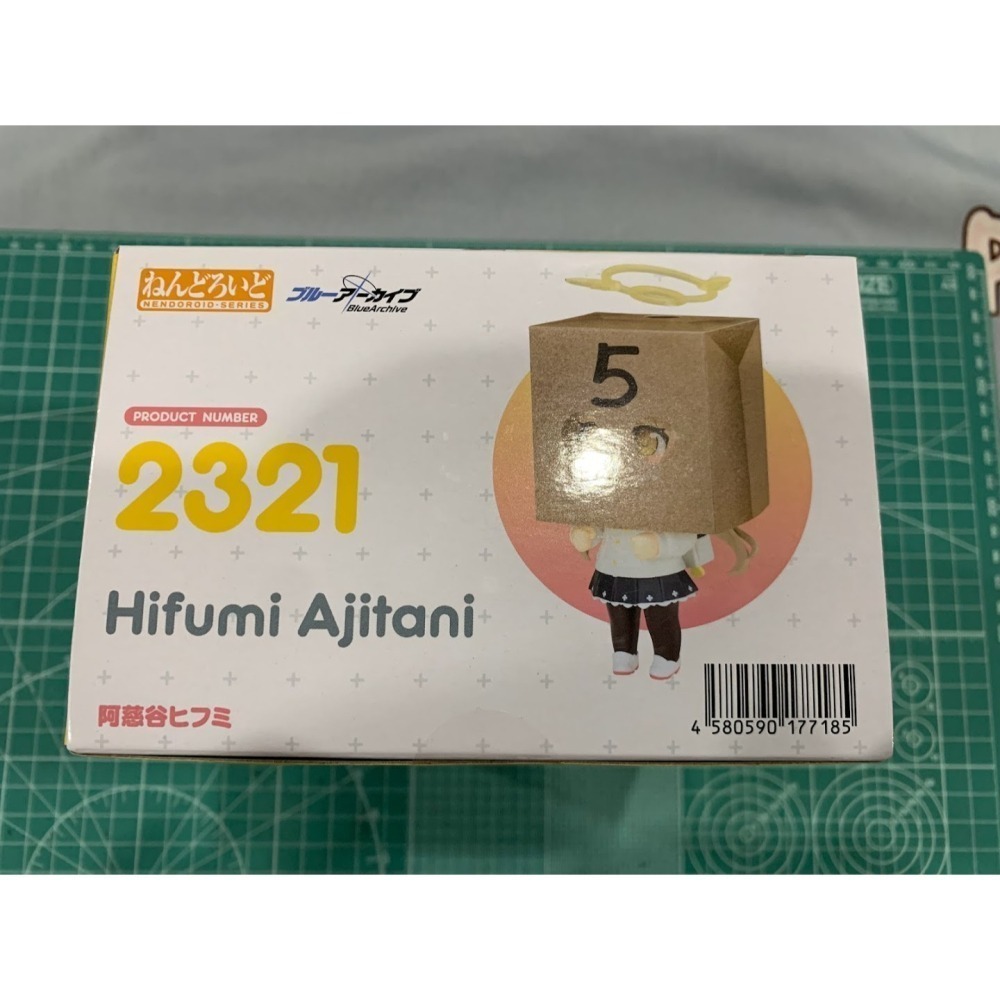 ねんどろいど
NENDOROID-SERIES
ブルーアーカイブ
BlueArchive
PRODUCT NUMBER
2321
Hifumi Ajitani
阿慈谷ヒフミ
5
4 580590 177185